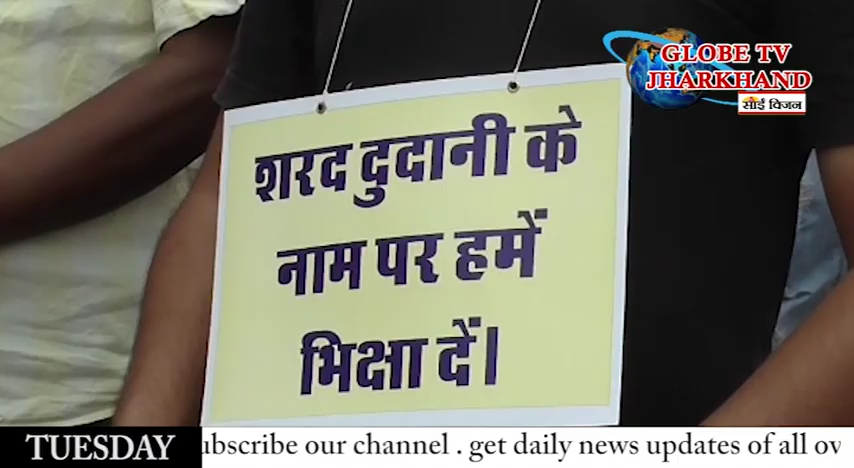 GLOBE TV
JHARKHAND
साईं विजन
शरद दुदानी के
नाम पर हमें
भिक्षा दें।
TUESDAY
ubscribe our channel . get daily news updates of all ov